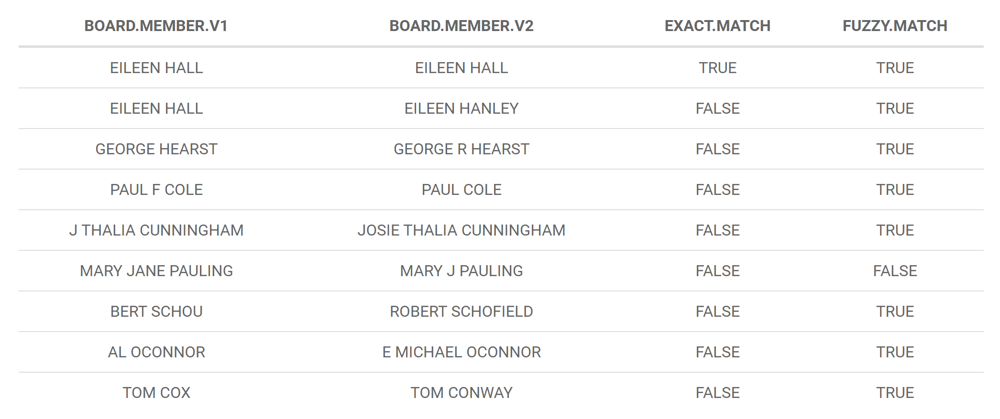 BOARD.MEMBER.V1 BOARD.MEMBER.V2 EXACT.MATCH FUZZY.MATCH
EILEEN HALL EILEEN HALL TRUE TRUE
EILEEN HALL EILEEN HANLEY FALSE TRUE
GEORGE HEARST GEORGE R HEARST FALSE TRUE
PAUL F COLE PAUL COLE FALSE TRUE
J THALIA CUNNINGHAM JOSIE THALIA CUNNINGHAM FALSE TRUE
MARY JANE PAULING MARY J PAULING FALSE FALSE
BERT SCHOU ROBERT SCHOFIELD FALSE TRUE
AL OCONNOR E MICHAEL OCONNOR FALSE TRUE
TOM COX TOM CONWAY FALSE TRUE